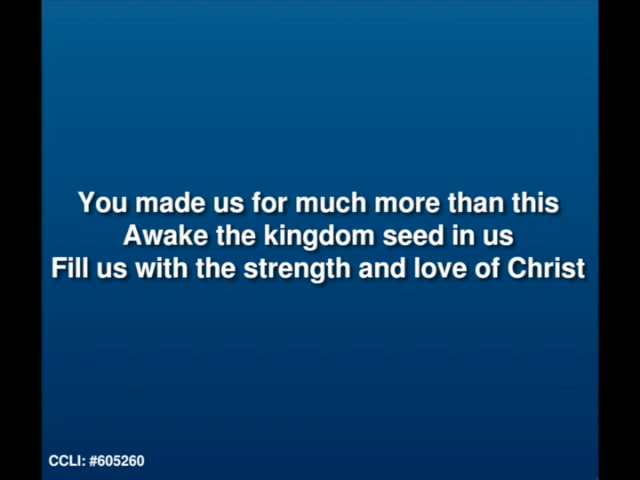 You made us for much more than this
Awake the kingdom seed in us
Fill us with the strength and love of Christ
CCLI: #605260